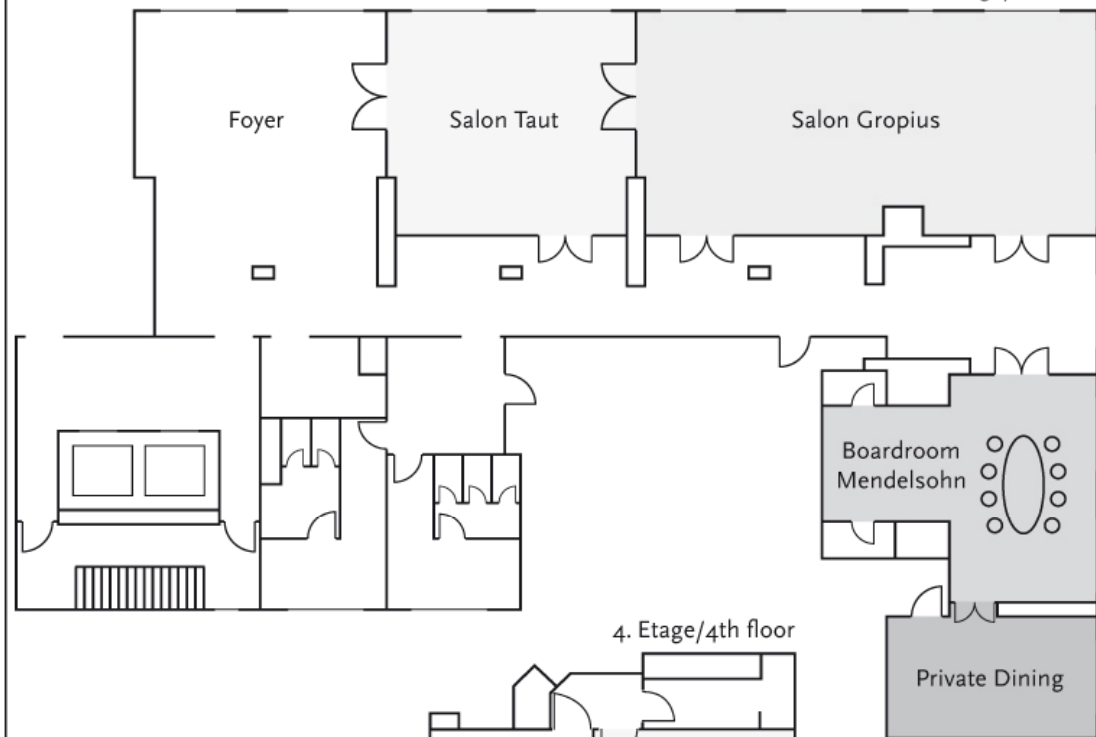 Foyer
Salon Taut
Salon Gropius
Boardroom
Mendelsohn
4. Etage/4th floor
Private Dining